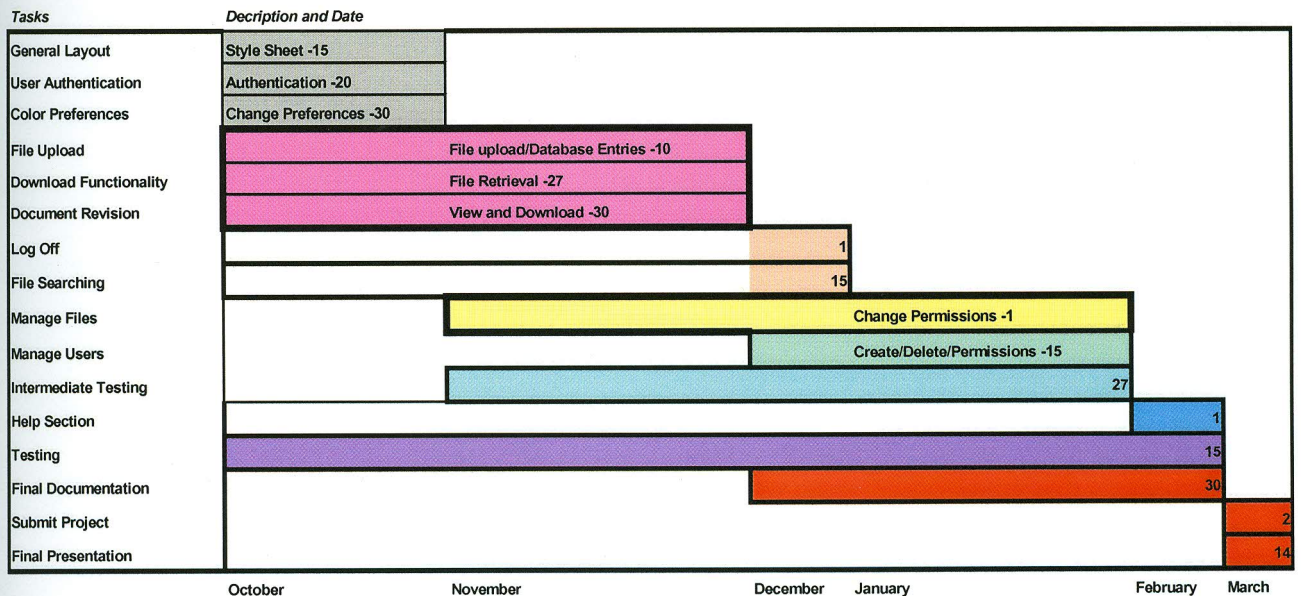 Tasks Decription and Date
General Layout Style Sheet -15
User Authentication Authentication -20
Color Preferences Change Preferences -30
File Upload File upload/Database Entries -10
Download Functionality File Retrieval -27
Document Revision View and Download -30
Log Off 1
File Searching 15
Manage Files Change Permissions -1
Manage Users Create/Delete/Permissions -15
Intermediate Testing 27
Help Section 1
Testing 15
Final Documentation 30
Submit Project 2
Final Presentation 14
October November December January February March